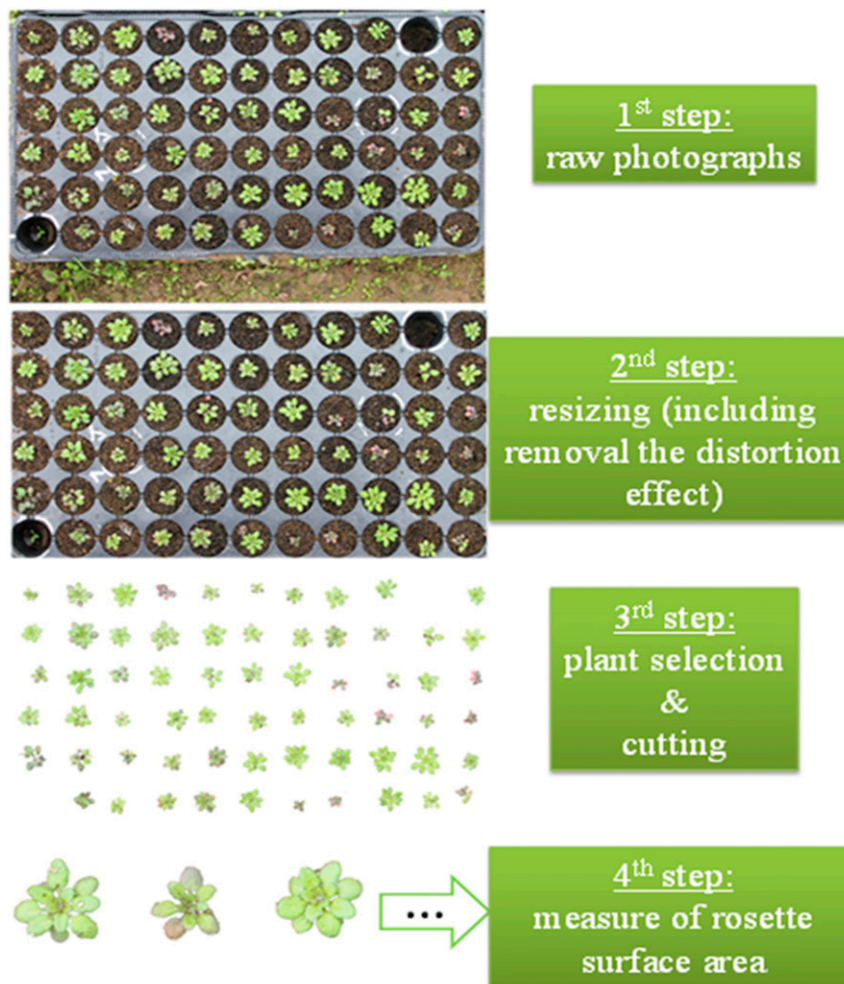 1st step:
raw photographs
2nd step:
resizing (including
removal the distortion
effect)
3rd step:
plant selection
&
cutting
...
4th step:
measure of rosette
surface area